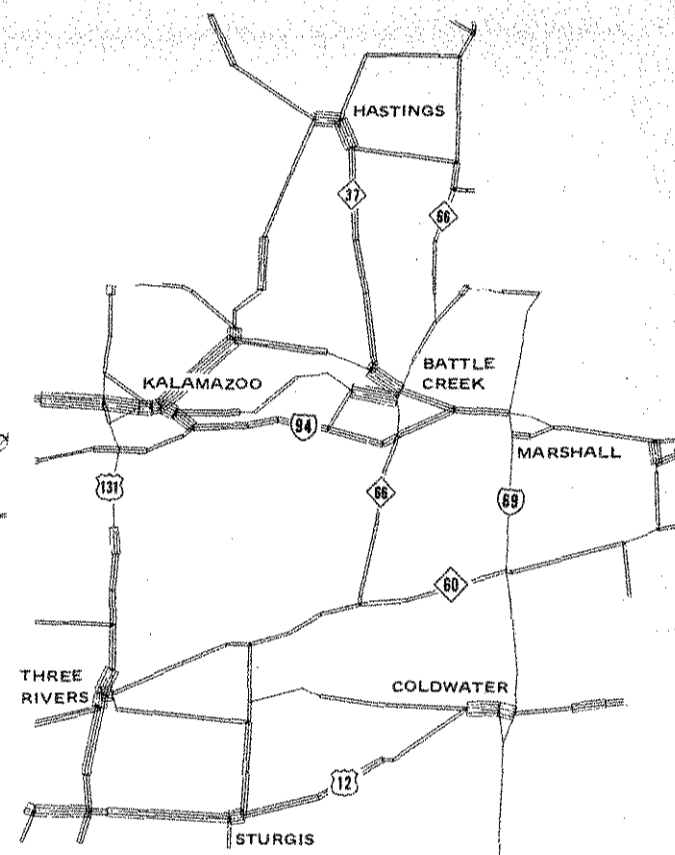 HASTINGS
37
66
KALAMAZOO
BATTLE
CREEK
94
MARSHALL
131
66
69
60
THREE
RIVERS
COLDWATER
12
STURGIS